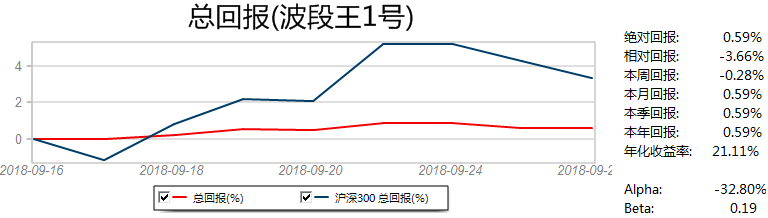 总回报(波段王1号)
4
2
0
2018-09-16 2018-09-18 2018-09-20 2018-09-24 2018-09-2
总回报(%) 沪深300 总回报(%)
绝对回报: 0.59%
相对回报: -3.66%
本周回报: -0.28%
本月回报: 0.59%
本季回报: 0.59%
本年回报: 0.59%
年化收益率: 21.11%
Alpha: -32.80%
Beta: 0.19